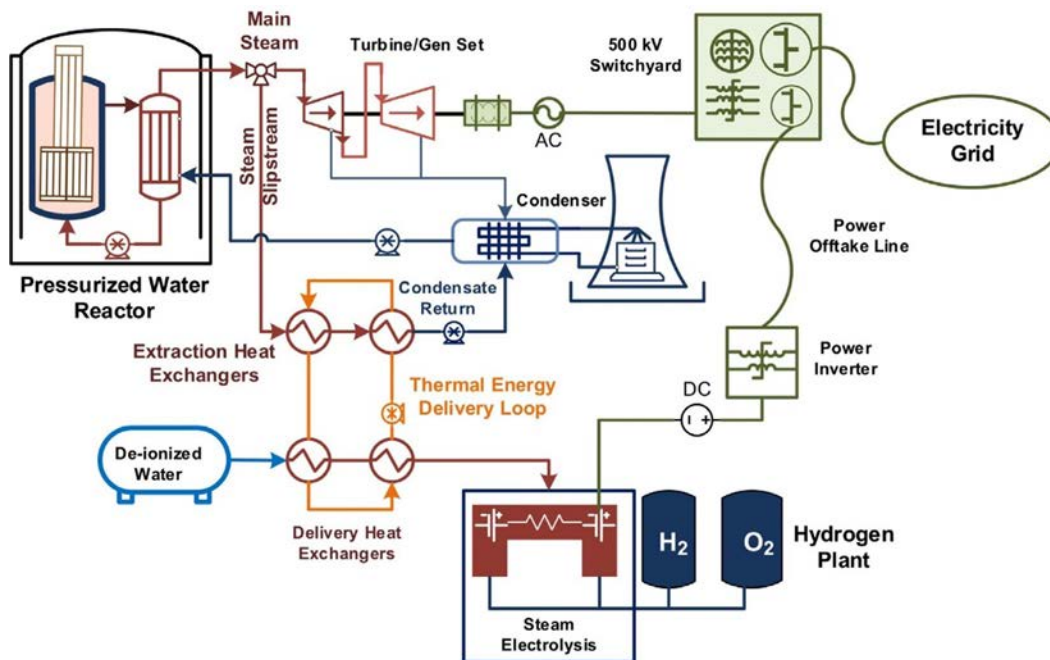 Main
Steam
Turbine/Gen Set
500 kV
Switchyard
AC
Electricity
Grid
Steam
Slipstream
Condenser
Power
Offtake Line
Pressurized Water
Reactor
Condensate
Return
Extraction Heat
Exchangers
Thermal Energy
Delivery Loop
Power
Inverter
DC
De-ionized
Water
Delivery Heat
Exchangers
H2
O2
Hydrogen
Plant
Steam
Electrolysis